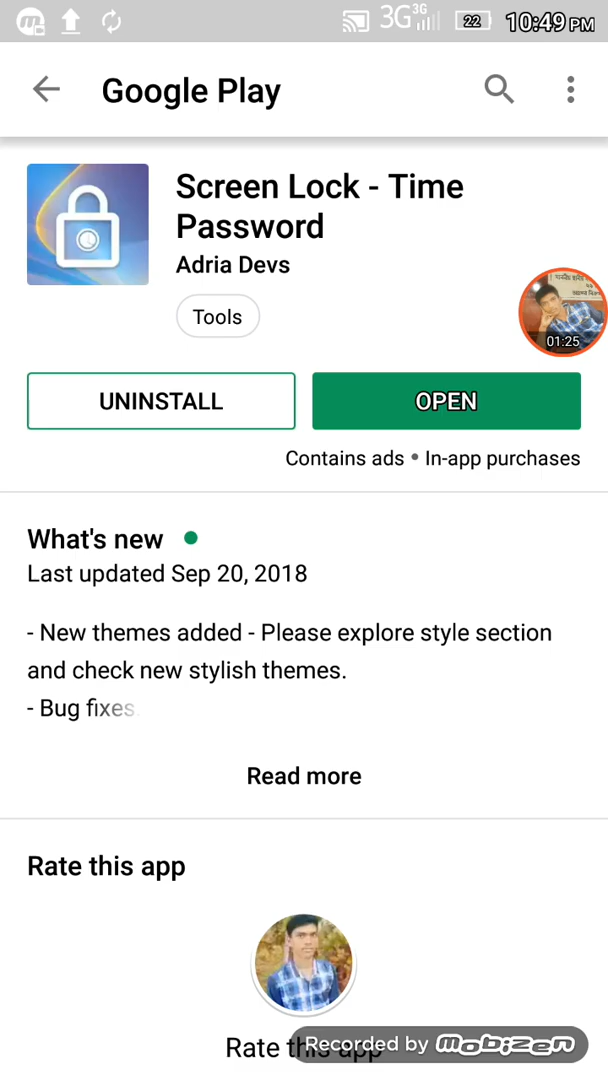 3G 3G 22 10:49 PM
Google Play
Screen Lock - Time
Password
Adria Devs
Tools
01:25
UNINSTALL
OPEN
Contains ads • In-app purchases
What's new
Last updated Sep 20, 2018
- New themes added - Please explore style section
and check new stylish themes.
- Bug fixes
Read more
Rate this app
Rate this app
Recorded by mobizen